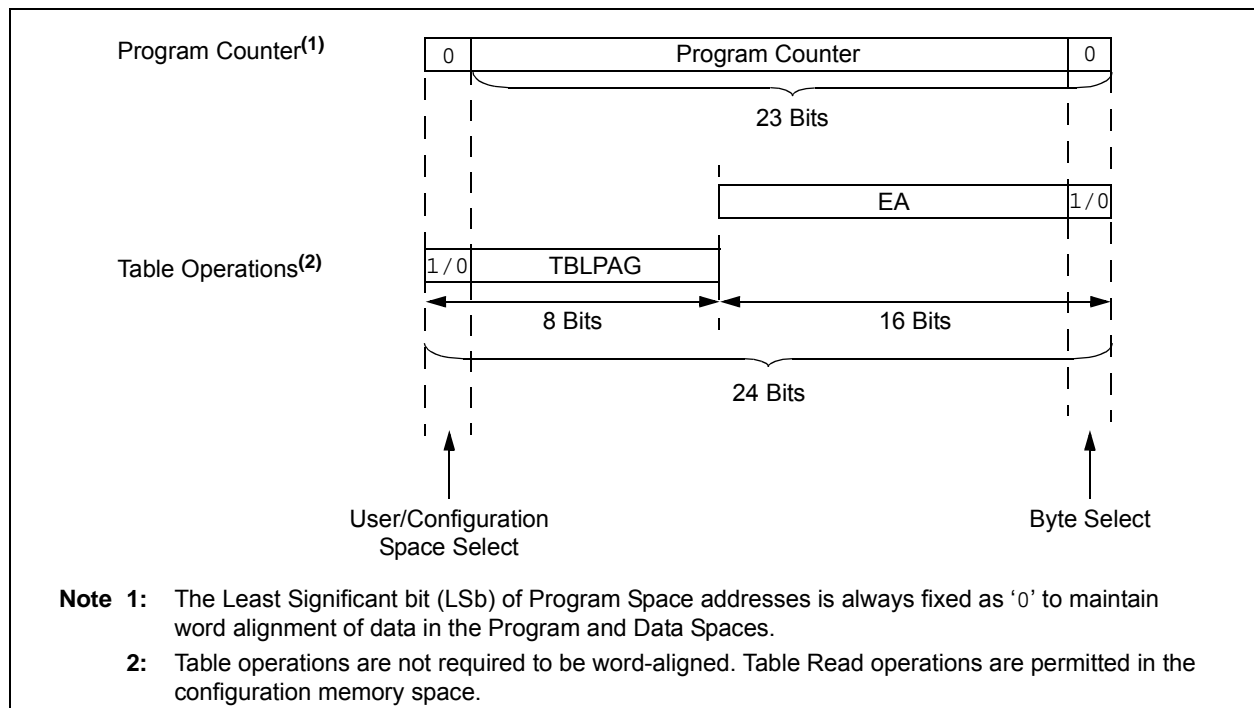 Program Counter(1)
0 Program Counter 0
23 Bits
EA 1/0
Table Operations(2)
1/0 TBLPAG
8 Bits 16 Bits
24 Bits
User/Configuration
Space Select
Byte Select
Note 1: The Least Significant bit (LSb) of Program Space addresses is always fixed as ‘0’ to maintain
word alignment of data in the Program and Data Spaces.
2: Table operations are not required to be word-aligned. Table Read operations are permitted in the
configuration memory space.